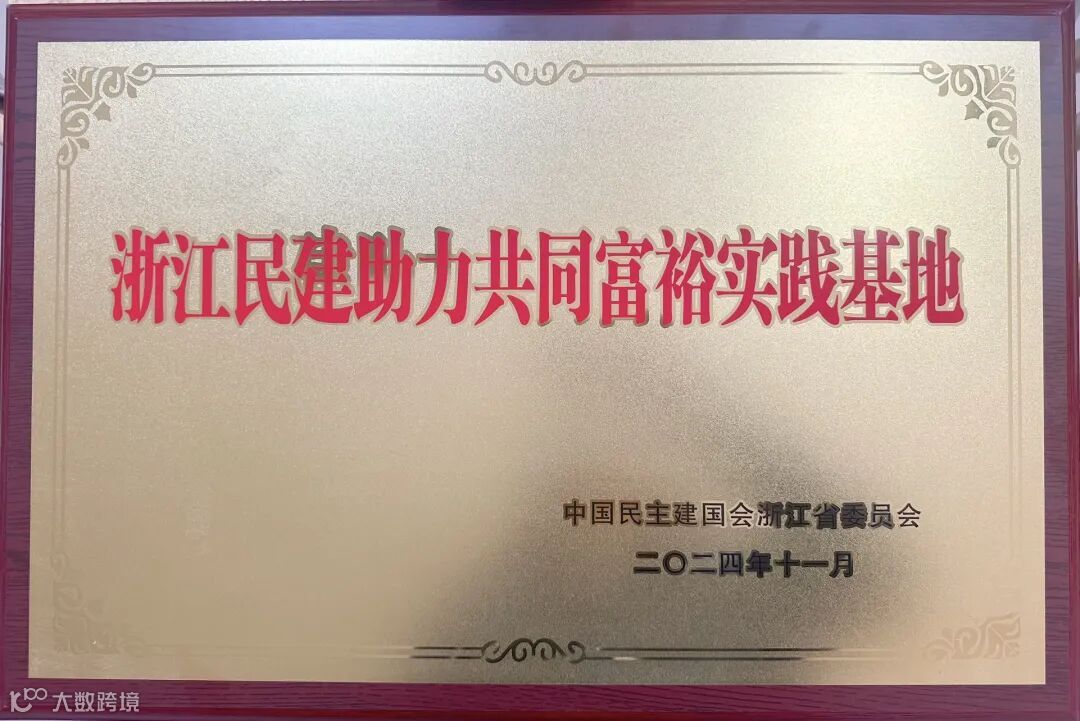 浙江民建助力共同富裕实践基地
中国民主建国会浙江省委员会
二〇二四年十一月
大数跨境